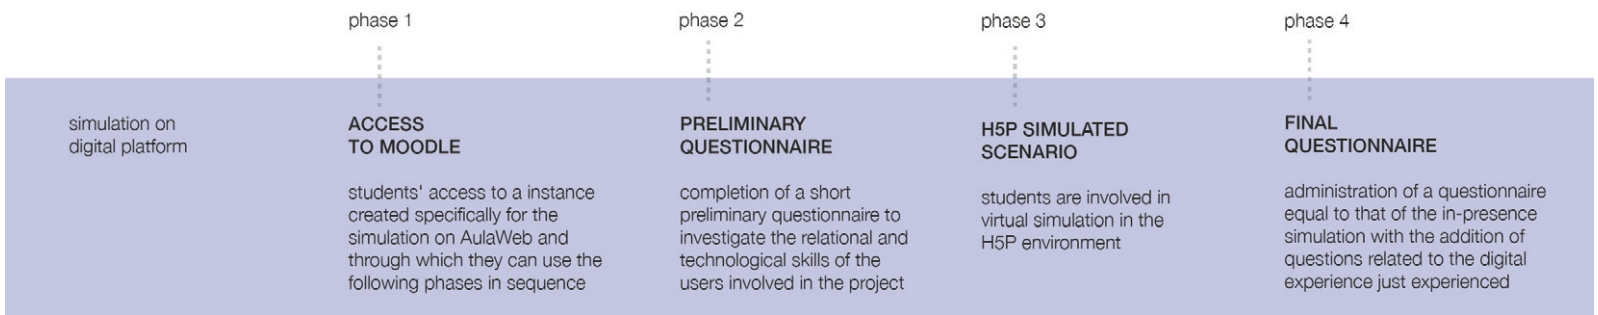 phase 1
phase 2
phase 3
phase 4
simulation on
digital platform
ACCESS
TO MOODLE
students' access to a instance
created specifically for the
simulation on AulaWeb and
through which they can use the
following phases in sequence
PRELIMINARY
QUESTIONNAIRE
completion of a short
preliminary questionnaire to
investigate the relational and
technological skills of the
users involved in the project
H5P SIMULATED
SCENARIO
students are involved in
virtual simulation in the
H5P environment
FINAL
QUESTIONNAIRE
administration of a questionnaire
equal to that of the in-presence
simulation with the addition of
questions related to the digital
experience just experienced